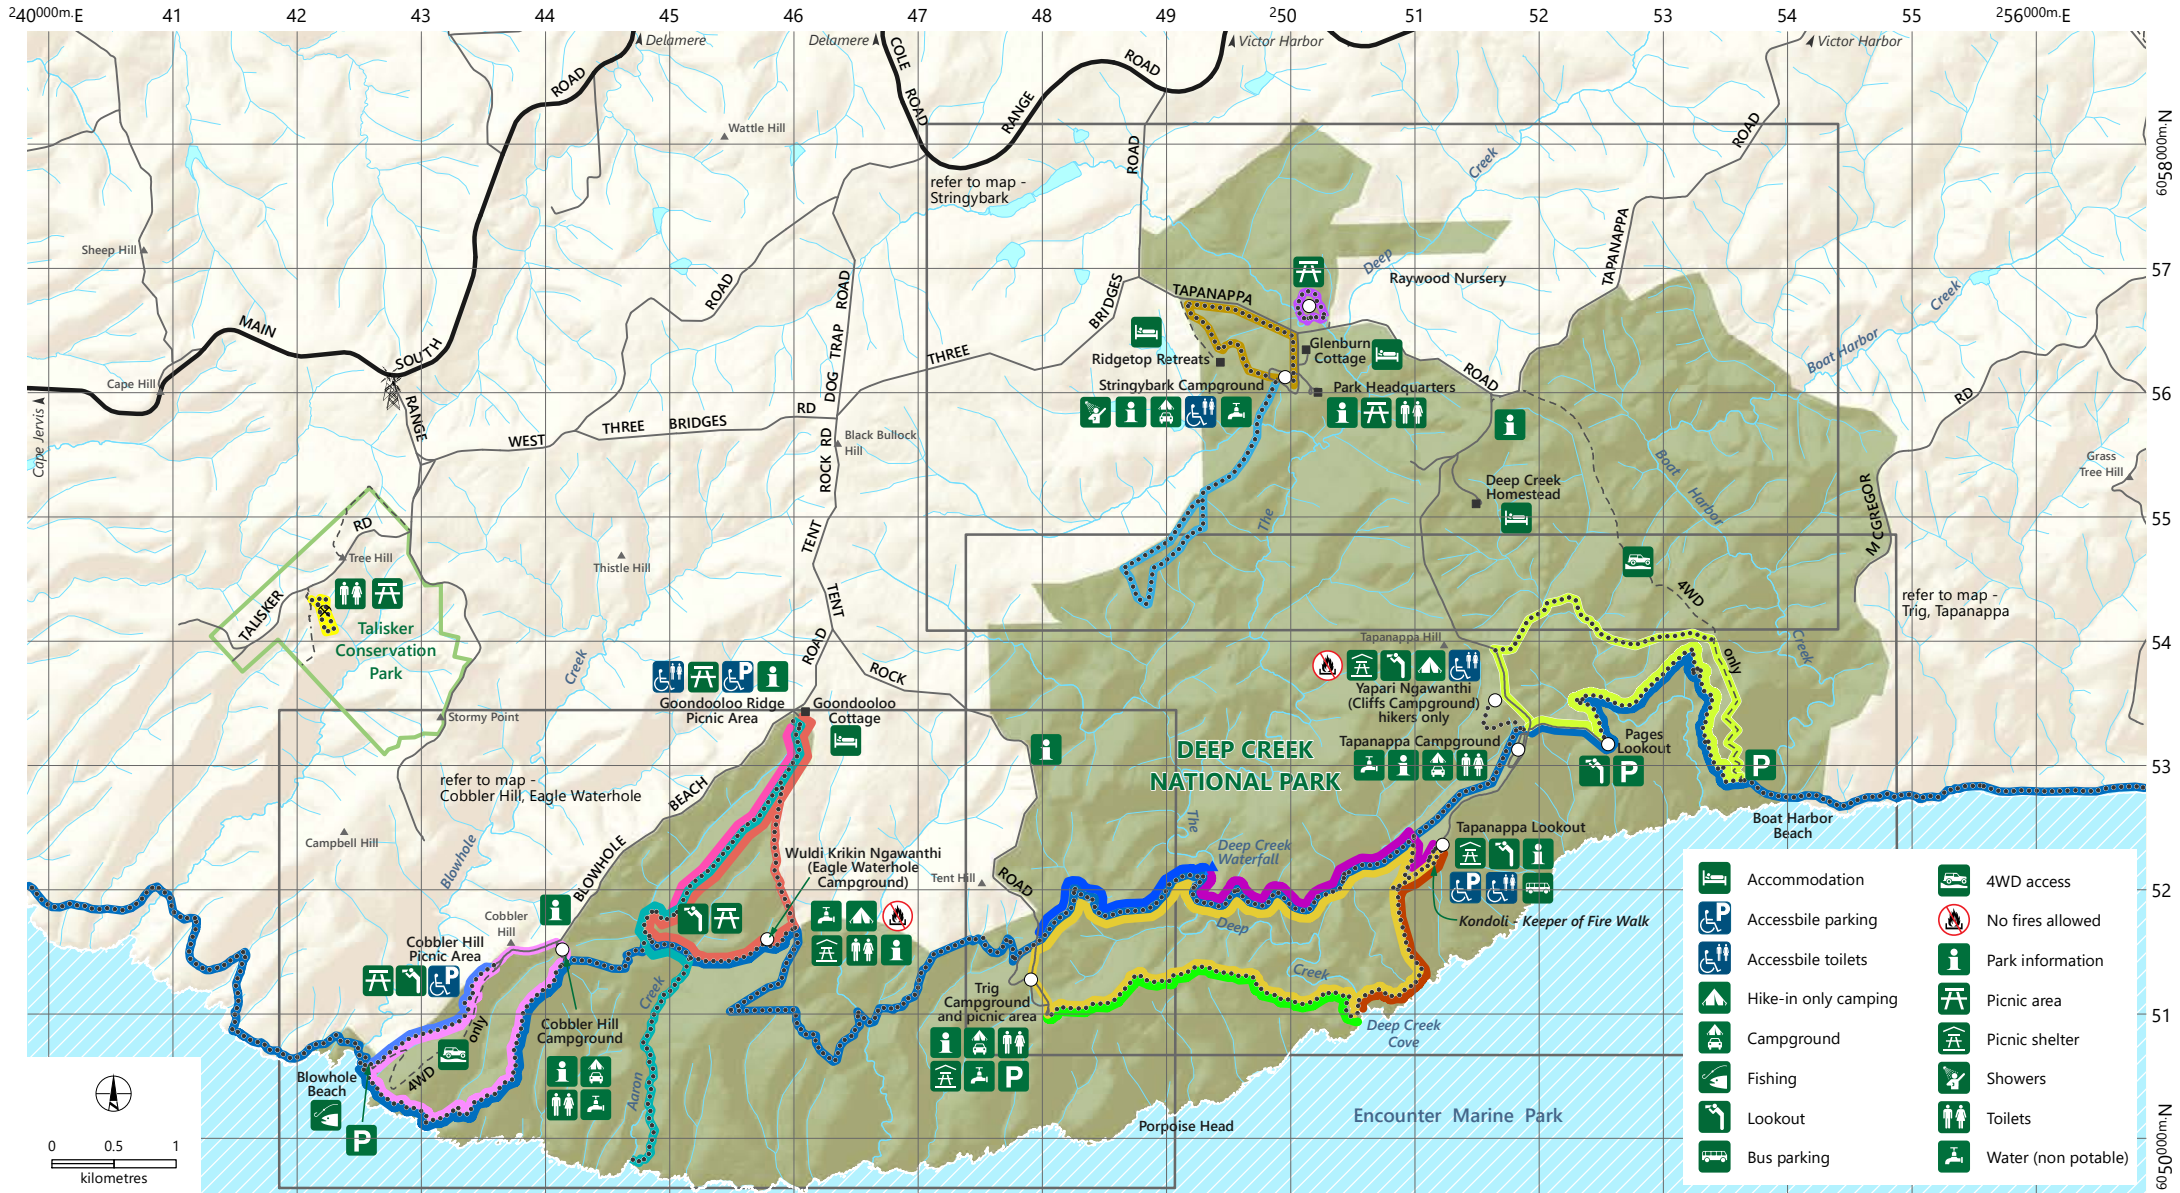 ²40⁰⁰⁰ᵐ·E 41 42 43 44 45 46 47 48 49 ²50 51 52 53 54 55 ²56⁰⁰⁰ᵐ·E
Delamere
Delamere
Victor Harbor
Victor Harbor
COLE
ROAD
ROAD
RANGE
ROAD
ROAD
ROAD
ROAD
⁶⁰58⁰⁰⁰ᵐ·N
57
56
55
54
53
52
51
⁶⁰50⁰⁰⁰ᵐ·N
Wattle Hill
refer to map -
Stringybark
Creek
Sheep Hill
MAIN
SOUTH
ROAD
DOG TRAP ROAD
BRIDGES
THREE
TAPANAPPA
Deep
Raywood Nursery
TAPANAPPA
Creek
Boat Harbor
Cape Hill
Cape Jervis
RANGE
WEST
THREE BRIDGES
RD
Ridgetop Retreats
Glenburn
Cottage
Stringybark Campground
Park Headquarters
ROAD
RD
Black Bullock
Hill
ROCK RD
TENT
Grass
Tree Hill
Boat
Harbor
Creek
MCGREGOR
Deep Creek
Homestead
The
RD
Tree Hill
Thistle Hill
TALISKER
Talisker
Conservation
Park
TENT
ROAD
ROCK
4WD
only
refer to map -
Trig, Tapanappa
Tapanappa Hill
Yapari Ngawanthi
(Cliffs Campground)
hikers only
Creek
Stormy Point
Goondooloo Ridge
Picnic Area
Goondooloo
Cottage
DEEP CREEK
NATIONAL PARK
Tapanappa Campground
Pages
Lookout
P
P
refer to map -
Cobbler Hill, Eagle Waterhole
BEACH
BLOWHOLE
Campbell Hill
Blowhole
Wuldi Krikin Ngawanthi
(Eagle Waterhole
Campground)
Tent Hill
ROAD
The
Deep Creek
Waterfall
Deep
Creek
Tapanappa Lookout
Kondoli - Keeper of Fire Walk
Boat Harbor
Beach
Cobbler
Hill
Cobbler Hill
Picnic Area
Cobbler Hill
Campground
4WD
only
Creek
Aaron
Trig
Campground
and picnic area
P
Deep Creek
Cove
Blowhole
Beach
P
Porpoise Head
Encounter Marine Park
0 0.5 1
kilometres
Accommodation
Accessbile parking
Accessbile toilets
Hike-in only camping
Campground
Fishing
Lookout
Bus parking
4WD access
No fires allowed
Park information
Picnic area
Picnic shelter
Showers
Toilets
Water (non potable)